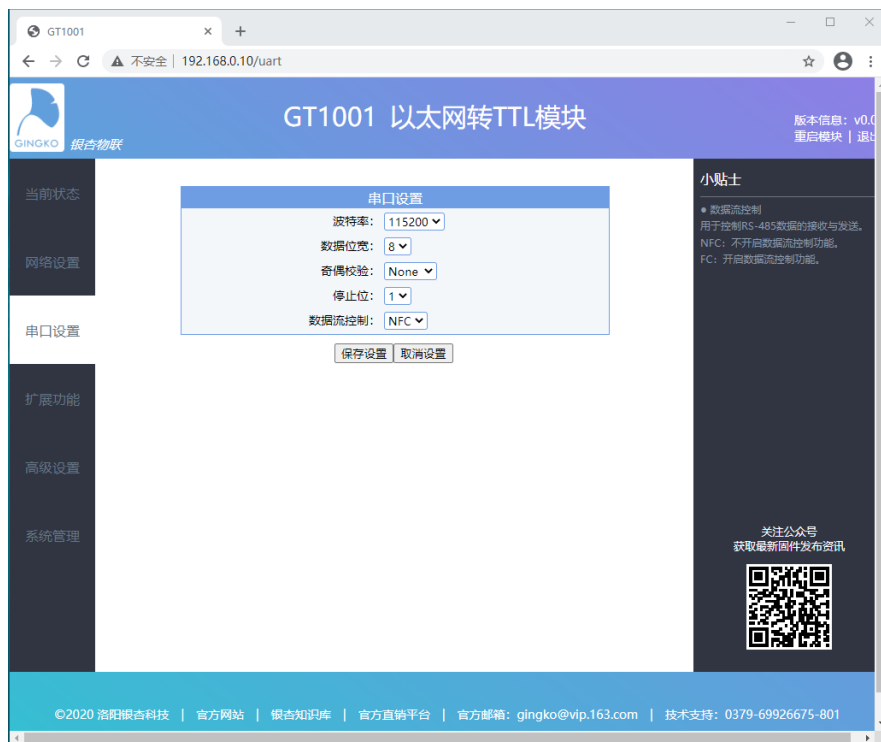 GT1001
不安全 | 192.168.0.10/uart
GINGKO 银杏物联
GT1001 以太网转TTL模块
版本信息：v0.0
重启模块 | 退出
当前状态
网络设置
串口设置
扩展功能
高级设置
系统管理
串口设置
波特率： 115200
数据位宽： 8
奇偶校验： None
停止位： 1
数据流控制： NFC
保存设置 取消设置
小贴士
● 数据流控制
用于控制RS-485数据的接收与发送。
NFC：不开启数据流控制功能。
FC：开启数据流控制功能。
关注公众号
获取最新固件发布资讯
©2020 洛阳银杏科技 | 官方网站 | 银杏知识库 | 官方直销平台 | 官方邮箱：gingko@vip.163.com | 技术支持：0379-69926675-801